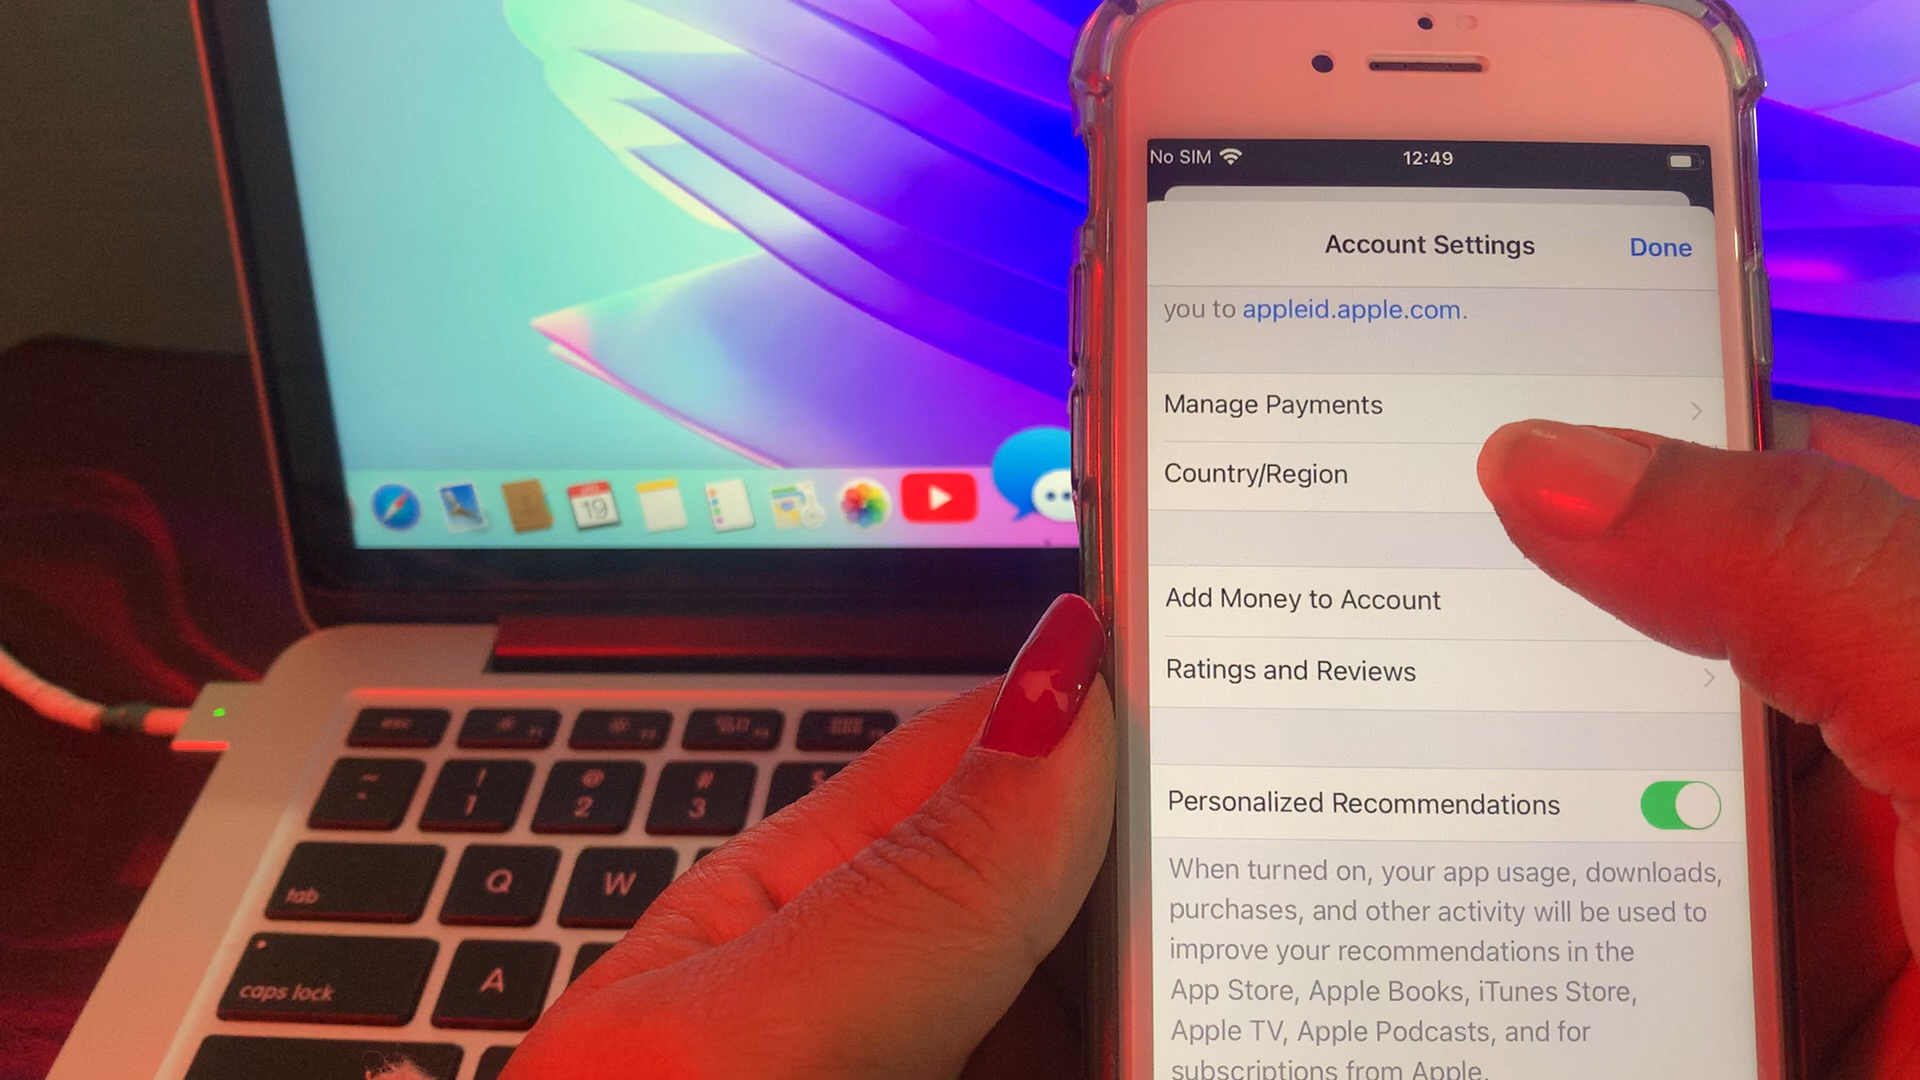 No SIM 12:49
Account Settings Done
you to appleid.apple.com.
Manage Payments
Country/Region
Add Money to Account
Ratings and Reviews
Personalized Recommendations
When turned on, your app usage, downloads,
purchases, and other activity will be used to
improve your recommendations in the
App Store, Apple Books, iTunes Store,
Apple TV, Apple Podcasts, and for
subscriptions from Apple.
19
esc
~ ! 1 @ 2 # 3 $
tab Q W
caps lock A